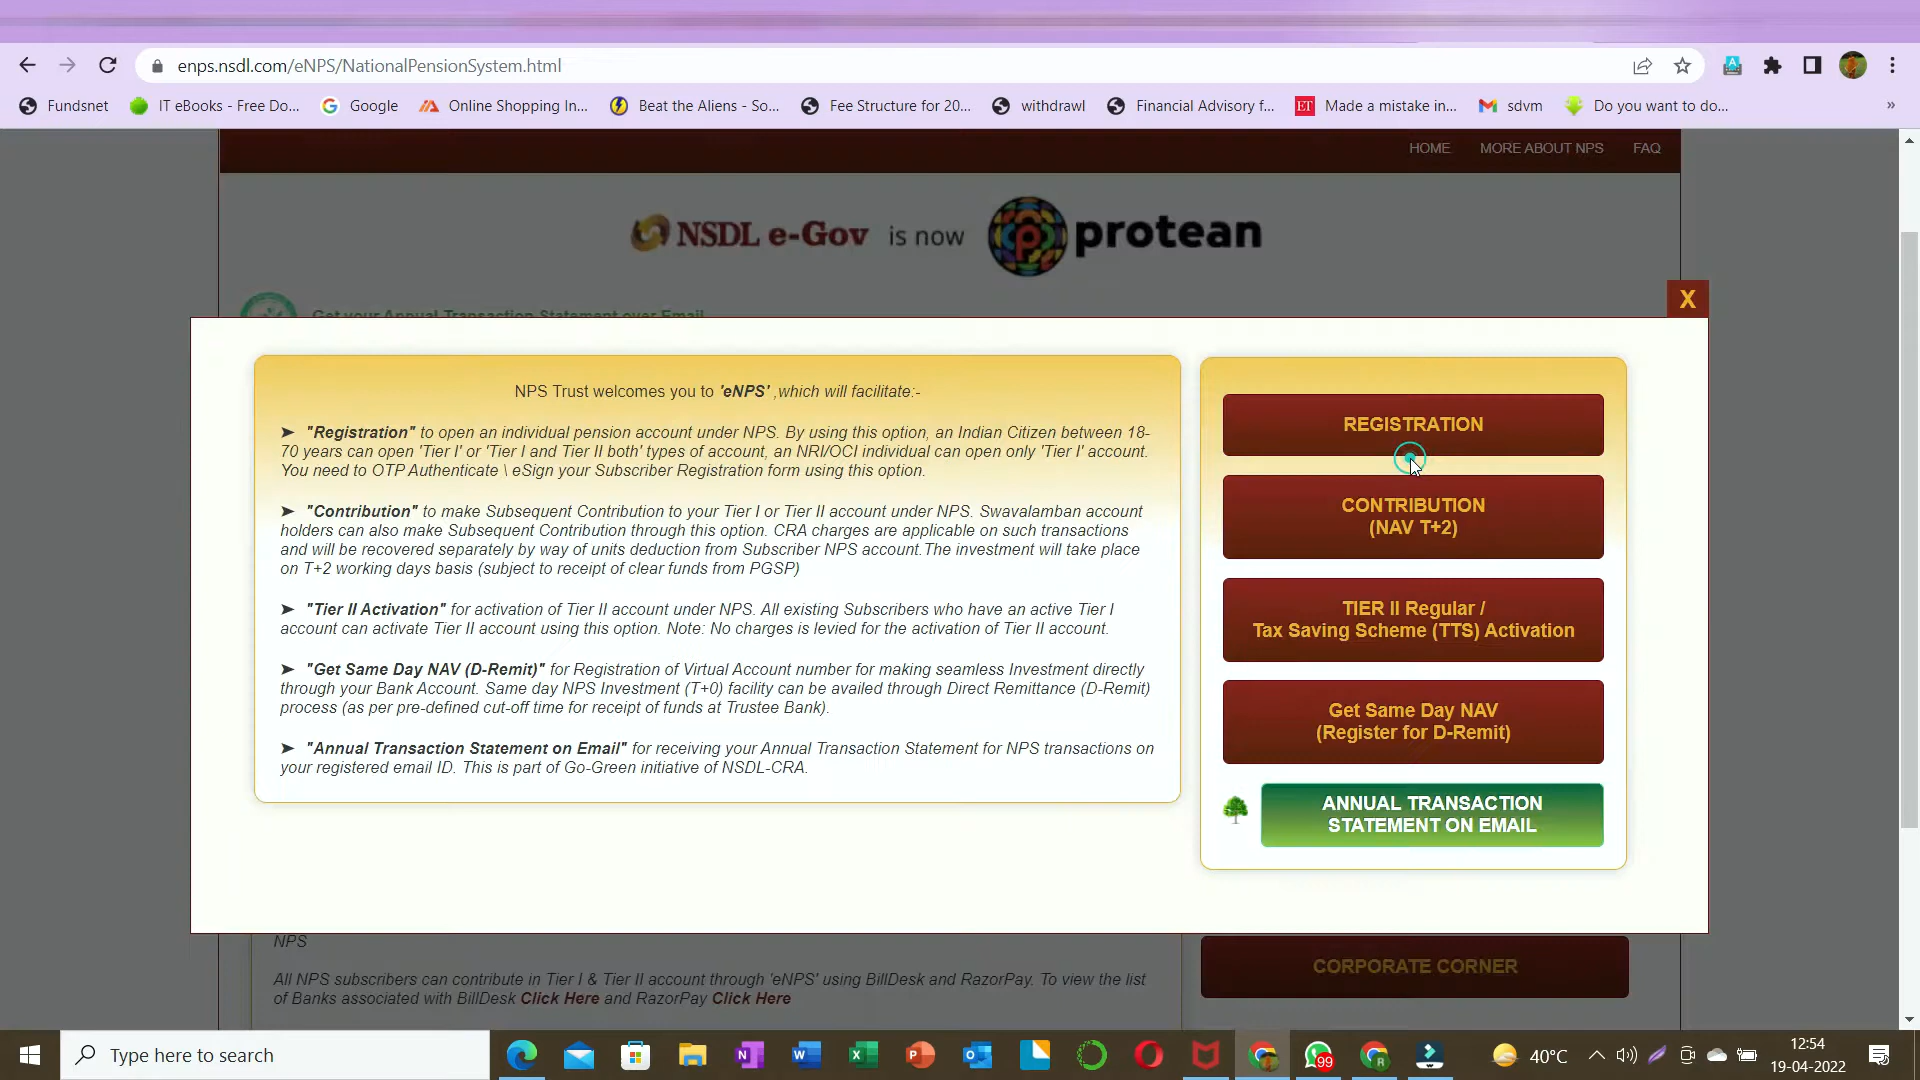 enps.nsdl.com/eNPS/NationalPensionSystem.html
Fundsnet IT eBooks - Free Do... Google Online Shopping In... Beat the Aliens - So... Fee Structure for 20... withdrawl Financial Advisory f... ET Made a mistake in... sdvm Do you want to do... »
HOME MORE ABOUT NPS FAQ
NSDL e-Gov is now protean
Get your Annual Transaction Statement over Email
X
NPS Trust welcomes you to 'eNPS' ,which will facilitate:-
➤ "Registration" to open an individual pension account under NPS. By using this option, an Indian Citizen between 18-
70 years can open 'Tier I' or 'Tier I and Tier II both' types of account, an NRI/OCI individual can open only 'Tier I' account.
You need to OTP Authenticate \ eSign your Subscriber Registration form using this option.
➤ "Contribution" to make Subsequent Contribution to your Tier I or Tier II account under NPS. Swavalamban account
holders can also make Subsequent Contribution through this option. CRA charges are applicable on such transactions
and will be recovered separately by way of units deduction from Subscriber NPS account.The investment will take place
on T+2 working days basis (subject to receipt of clear funds from PGSP)
➤ "Tier II Activation" for activation of Tier II account under NPS. All existing Subscribers who have an active Tier I
account can activate Tier II account using this option. Note: No charges is levied for the activation of Tier II account.
➤ "Get Same Day NAV (D-Remit)" for Registration of Virtual Account number for making seamless Investment directly
through your Bank Account. Same day NPS Investment (T+0) facility can be availed through Direct Remittance (D-Remit)
process (as per pre-defined cut-off time for receipt of funds at Trustee Bank).
➤ "Annual Transaction Statement on Email" for receiving your Annual Transaction Statement for NPS transactions on
your registered email ID. This is part of Go-Green initiative of NSDL-CRA.
REGISTRATION
CONTRIBUTION
(NAV T+2)
TIER II Regular /
Tax Saving Scheme (TTS) Activation
Get Same Day NAV
(Register for D-Remit)
ANNUAL TRANSACTION
STATEMENT ON EMAIL
NPS
All NPS subscribers can contribute in Tier I & Tier II account through 'eNPS' using BillDesk and RazorPay. To view the list
of Banks associated with BillDesk Click Here and RazorPay Click Here
CORPORATE CORNER
Type here to search
99
40°C
12:54
19-04-2022